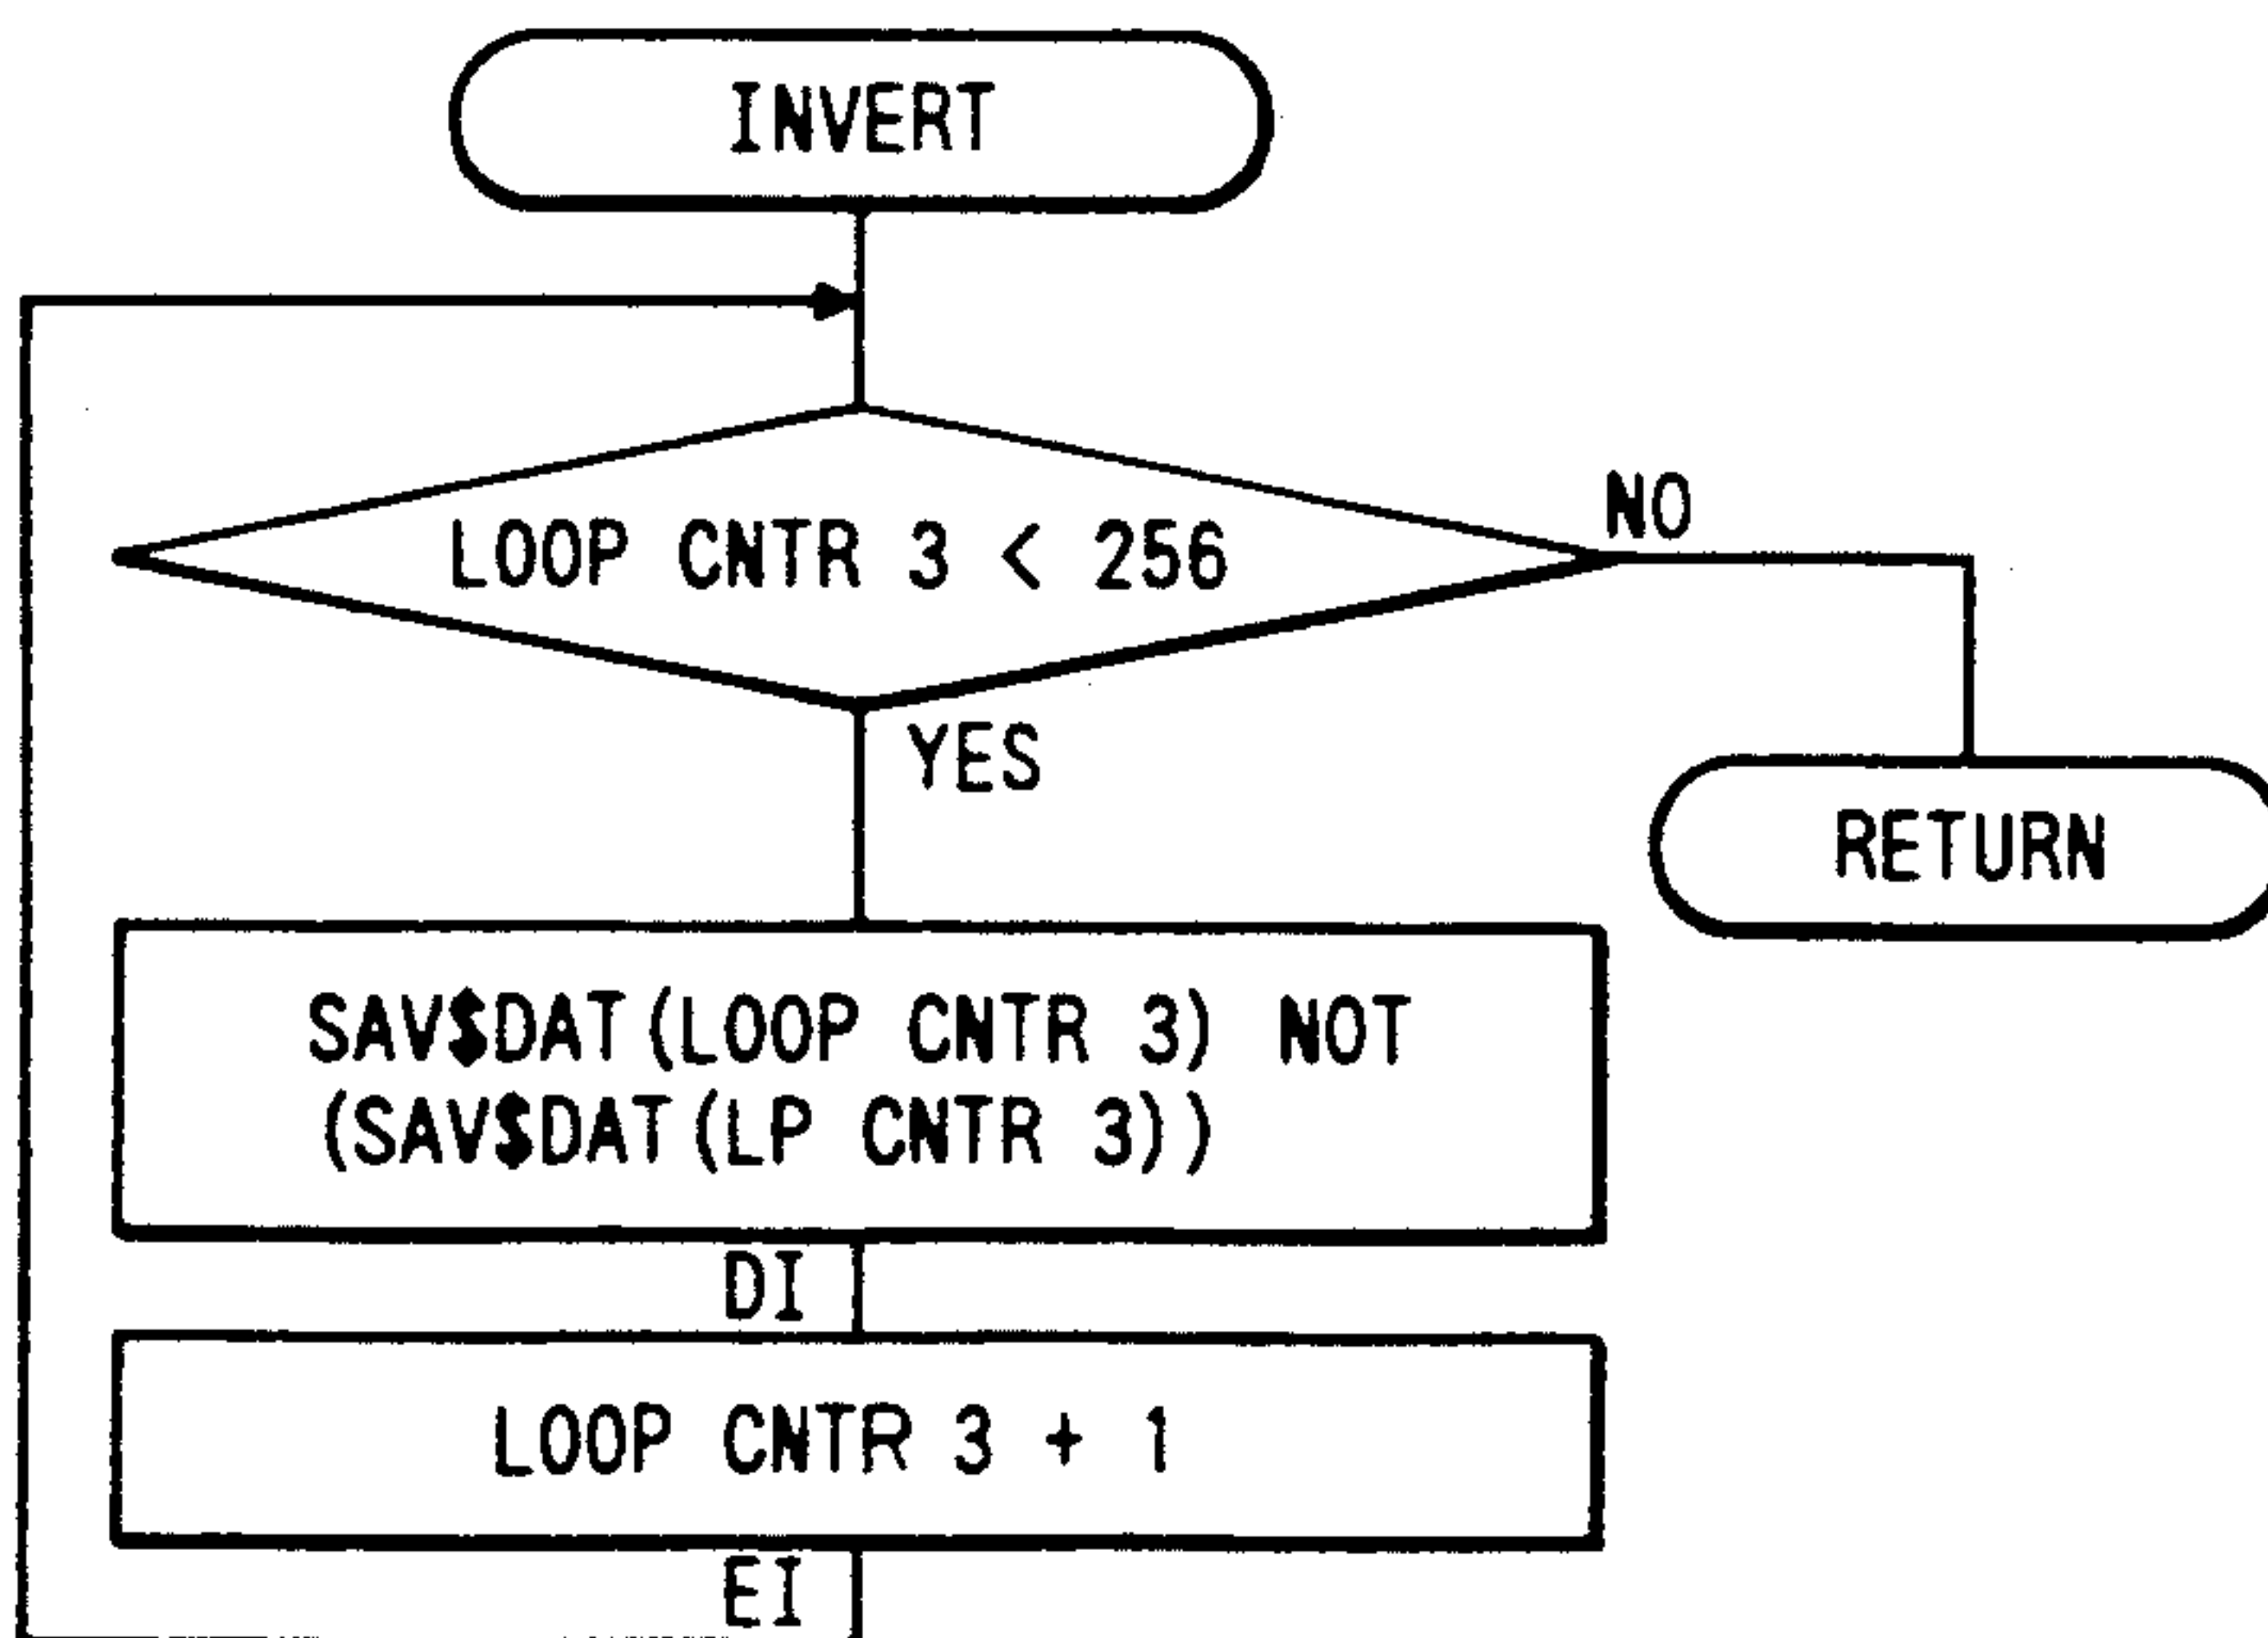 INVERT
LOOP CNTR 3 < 256
NO
YES
RETURN
SAV$DAT(LOOP CNTR 3) NOT
(SAV$DAT(LP CNTR 3))
DI
LOOP CNTR 3 + 1
EI